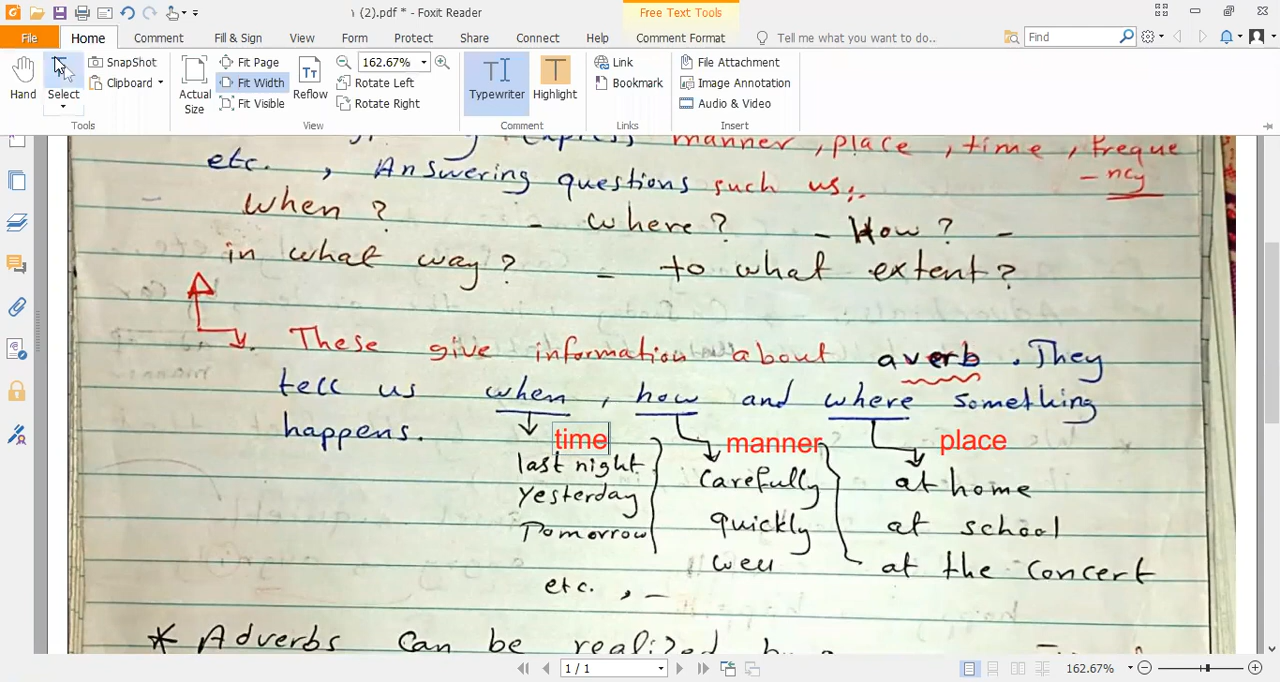 (2).pdf * - Foxit Reader
Free Text Tools
File Home Comment Fill & Sign View Form Protect Share Connect Help Comment Format Tell me what you want to do.. Find
Hand
Select
SnapShot
Clipboard
Tools
Actual Size
Fit Page
Fit Width
Fit Visible
Reflow
162.67%
Rotate Left
Rotate Right
View
Typewriter
Highlight
Comment
Link
Bookmark
Links
File Attachment
Image Annotation
Audio & Video
Insert
manner, place, time, freque
etc. , Answering questions such us:. -ncy
- When ? - where ? - How ? -
in what way ? - to what extent ?
These give information about a verb. They
tell us when, how and where something
happens.
time manner place
last night carefully at home
yesterday quickly at school
Tomorrow well at the concert
etc. , -
* Adverbs can be realized by
1 / 1
162.67%